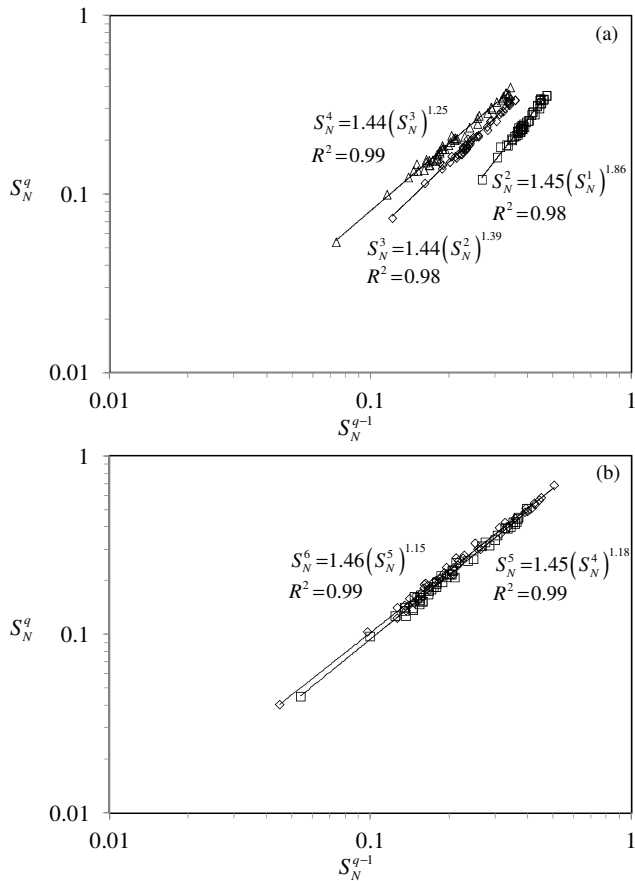 1
(a)
S_N^4=1.44(S_N^3)^1.25
R^2=0.99
S_N^q
0.1
S_N^2=1.45(S_N^1)^1.86
R^2=0.98
S_N^3=1.44(S_N^2)^1.39
R^2=0.98
0.01
0.01 0.1 1
S_N^{q-1}
1
(b)
S_N^6=1.46(S_N^5)^1.15
R^2=0.99
S_N^5=1.45(S_N^4)^1.18
R^2=0.99
S_N^q
0.1
0.01
0.01 0.1 1
S_N^{q-1}